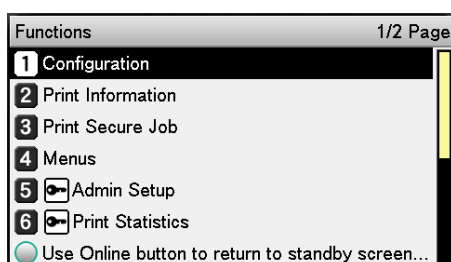 Functions 1/2 Page
1 Configuration
2 Print Information
3 Print Secure Job
4 Menus
5 Admin Setup
6 Print Statistics
Use Online button to return to standby screen...